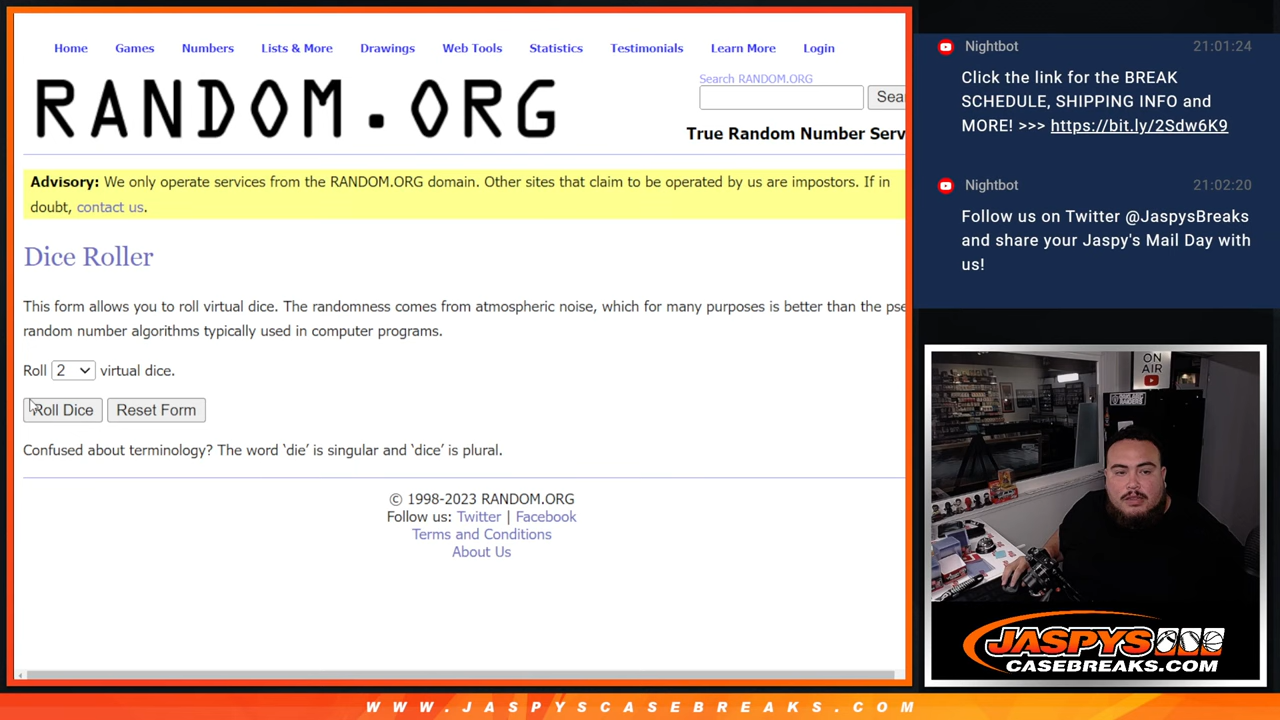 Home Games Numbers Lists & More Drawings Web Tools Statistics Testimonials Learn More Login
RANDOM.ORG
Search RANDOM.ORG
Sea
True Random Number Serv
Advisory: We only operate services from the RANDOM.ORG domain. Other sites that claim to be operated by us are impostors. If in
doubt, contact us.
Dice Roller
This form allows you to roll virtual dice. The randomness comes from atmospheric noise, which for many purposes is better than the pse
random number algorithms typically used in computer programs.
Roll 2 virtual dice.
Roll Dice Reset Form
Confused about terminology? The word ‘die’ is singular and ‘dice’ is plural.
© 1998-2023 RANDOM.ORG
Follow us: Twitter | Facebook
Terms and Conditions
About Us
Nightbot 21:01:24
Click the link for the BREAK
SCHEDULE, SHIPPING INFO and
MORE! >>> https://bit.ly/2Sdw6K9
Nightbot 21:02:20
Follow us on Twitter @JaspysBreaks
and share your Jaspy's Mail Day with
us!
ON
AIR
JASPYS
CASEBREAKS.COM
WWW.JASPYSCASEBREAKS.COM